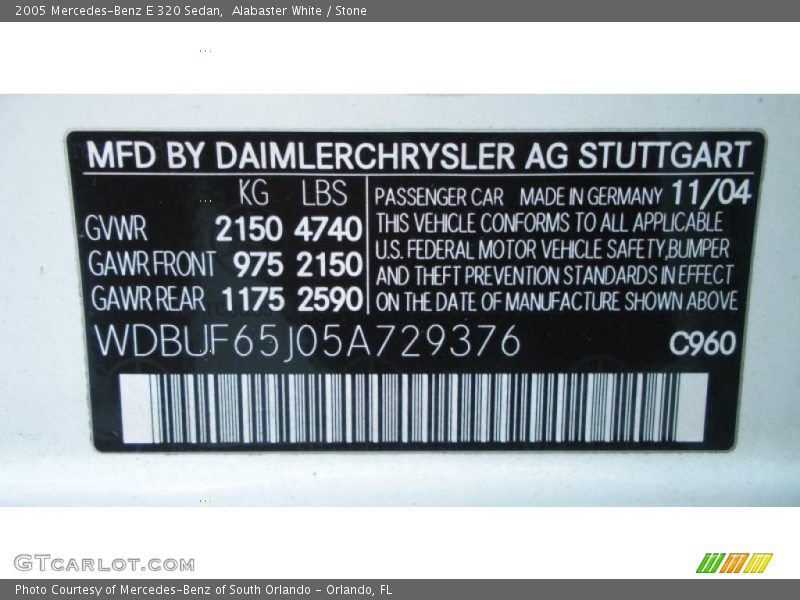 2005 Mercedes-Benz E 320 Sedan,  Alabaster White / Stone
MFD BY DAIMLERCHRYSLER AG STUTTGART
KG LBS
GVWR 2150 4740
GAWR FRONT 975 2150
GAWR REAR 1175 2590
PASSENGER CAR MADE IN GERMANY 11/04
THIS VEHICLE CONFORMS TO ALL APPLICABLE
U.S. FEDERAL MOTOR VEHICLE SAFETY,BUMPER
AND THEFT PREVENTION STANDARDS IN EFFECT
ON THE DATE OF MANUFACTURE SHOWN ABOVE
WDBUF65J05A729376 C960
GTCARLOT.COM
Photo Courtesy of Mercedes-Benz of South Orlando - Orlando, FL